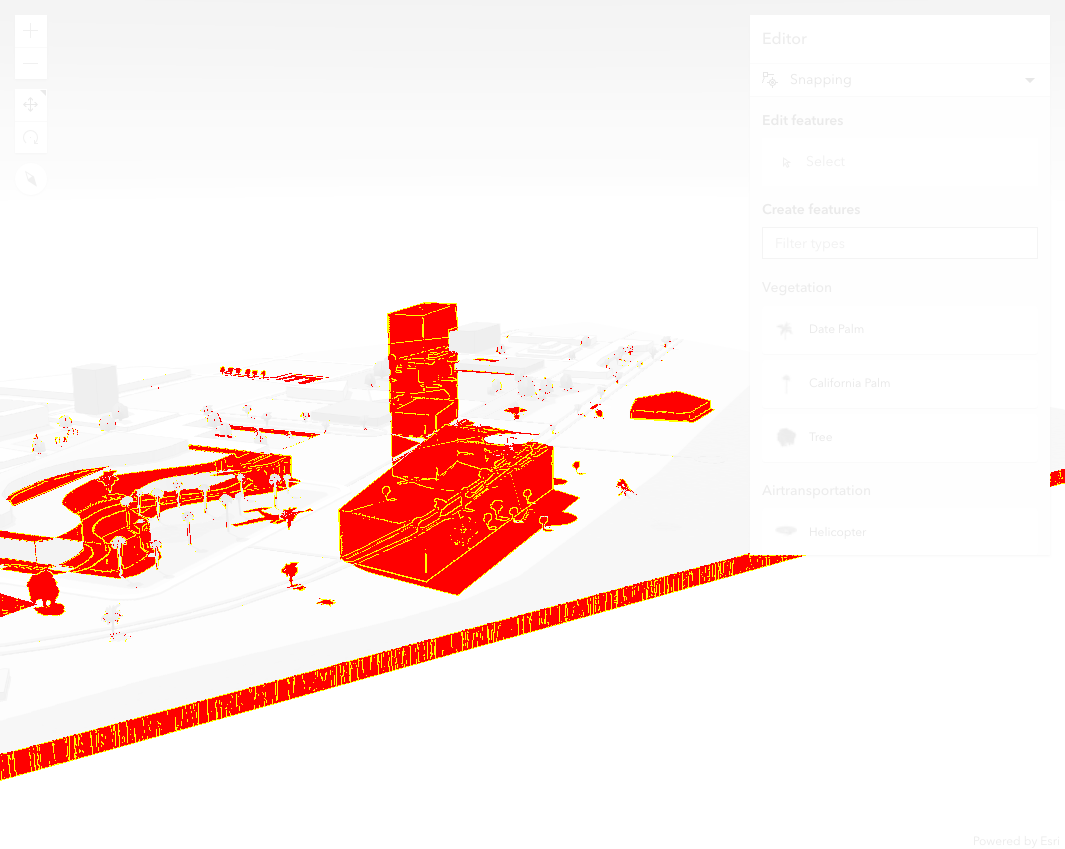 Editor
Snapping
Edit features
Select
Create features
Filter types
Vegetation
Date Palm
California Palm
Tree
Airtransportation
Helicopter
Powered by Esri